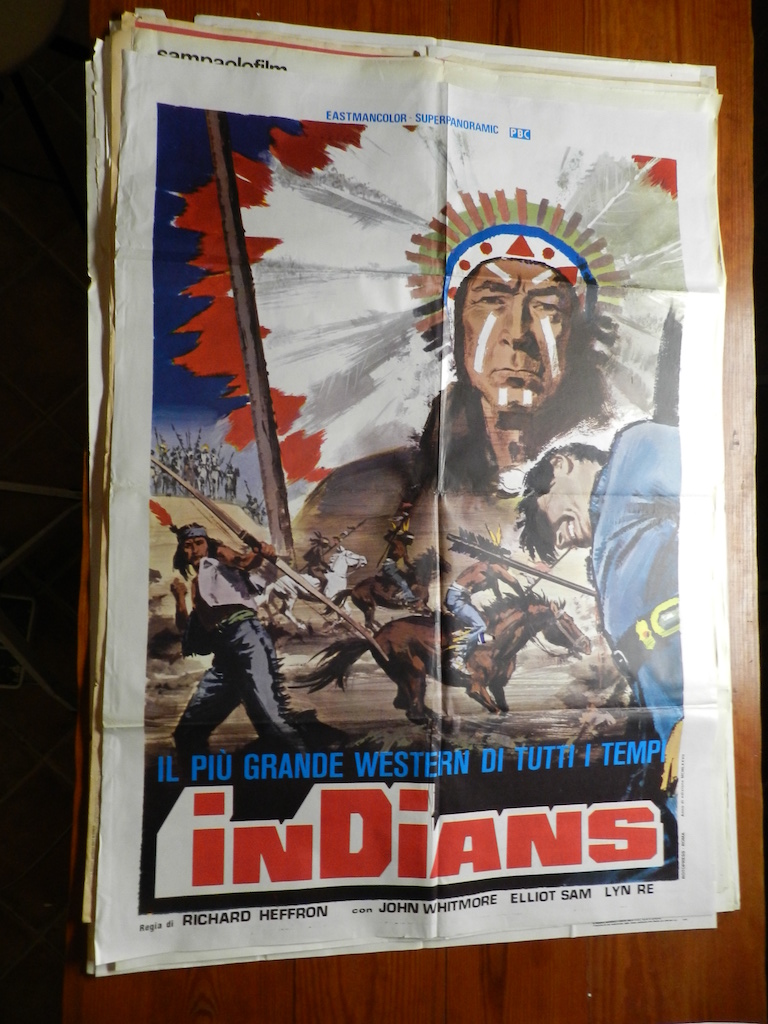 sampaolofilm
EASTMANCOLOR - SUPERPANORAMIC PBC
IL PIÙ GRANDE WESTERN DI TUTTI I TEMPI
iNDiANS
Regia di RICHARD HEFFRON con JOHN WHITMORE ELLIOT SAM LYN RE